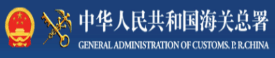 中华人民共和国海关总署
GENERAL ADMINISTRATION OF CUSTOMS. P. R.CHINA